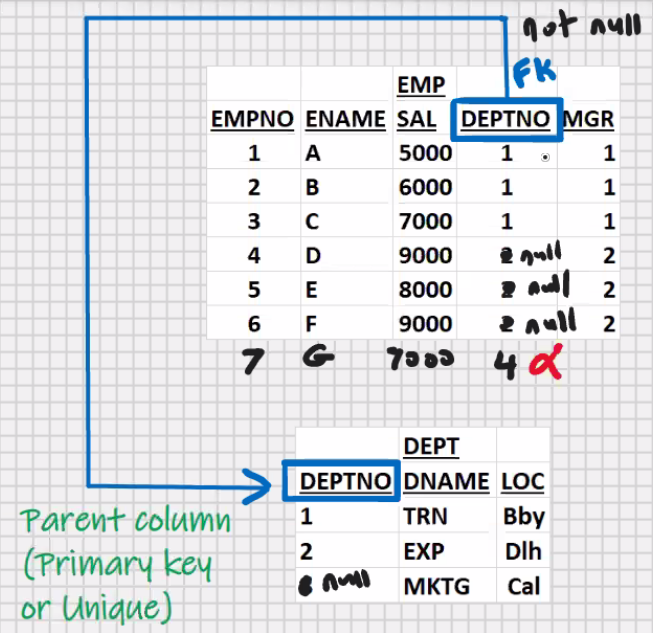 not null
FK
EMP
EMPNO ENAME SAL DEPTNO MGR
1 A 5000 1 1
2 B 6000 1 1
3 C 7000 1 1
4 D 9000 2 null 2
5 E 8000 2 null 2
6 F 9000 2 null 2
7 G 7000 4
DEPT
DEPTNO DNAME LOC
1 TRN Bby
2 EXP Dlh
null MKTG Cal
Parent column
(Primary key
or Unique)